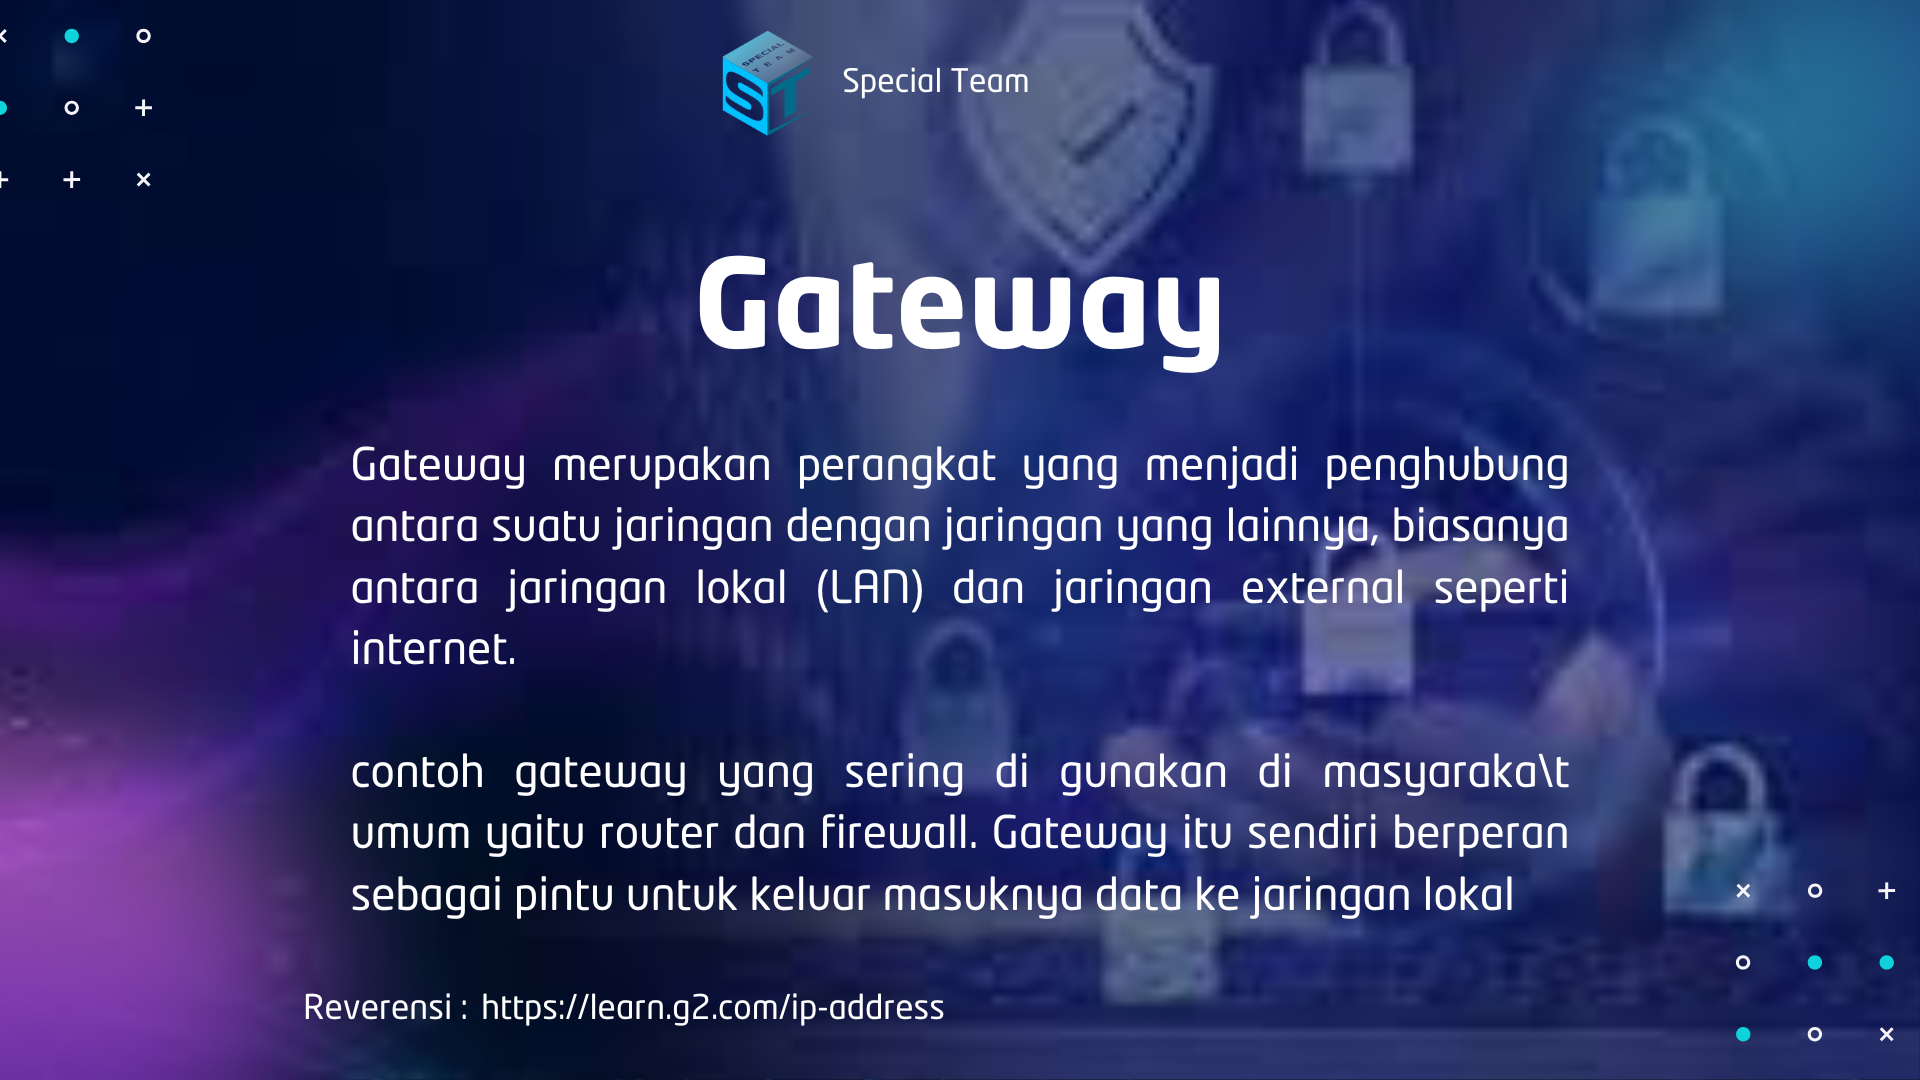 SPECIAL
TEAM
ST
Special Team
Gateway
Gateway merupakan perangkat yang menjadi penghubung
antara suatu jaringan dengan jaringan yang lainnya, biasanya
antara jaringan lokal (LAN) dan jaringan external seperti
internet.
contoh gateway yang sering di gunakan di masyaraka\t
umum yaitu router dan firewall. Gateway itu sendiri berperan
sebagai pintu untuk keluar masuknya data ke jaringan lokal
Reverensi : https://learn.g2.com/ip-address